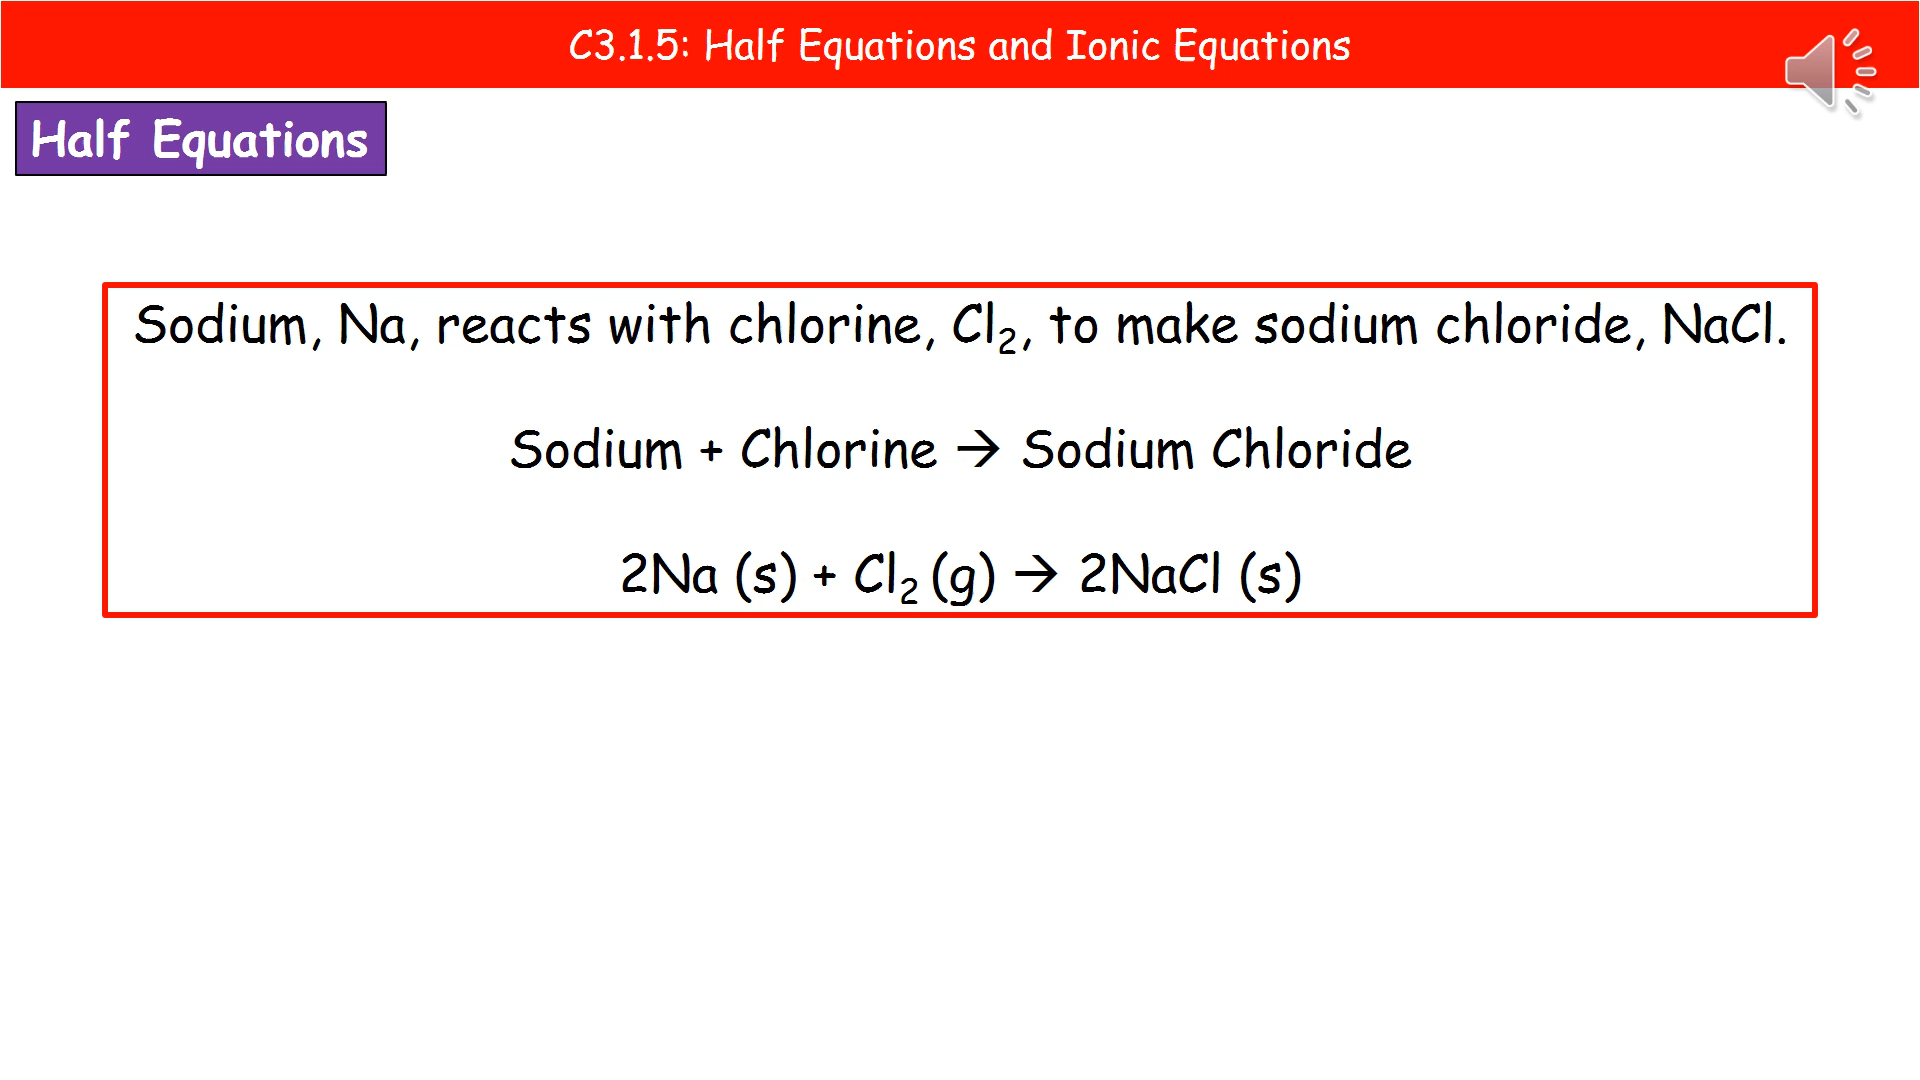 C3.1.5: Half Equations and Ionic Equations
Half Equations
Sodium, Na, reacts with chlorine, Cl₂, to make sodium chloride, NaCl.
Sodium + Chlorine → Sodium Chloride
2Na (s) + Cl₂ (g) → 2NaCl (s)